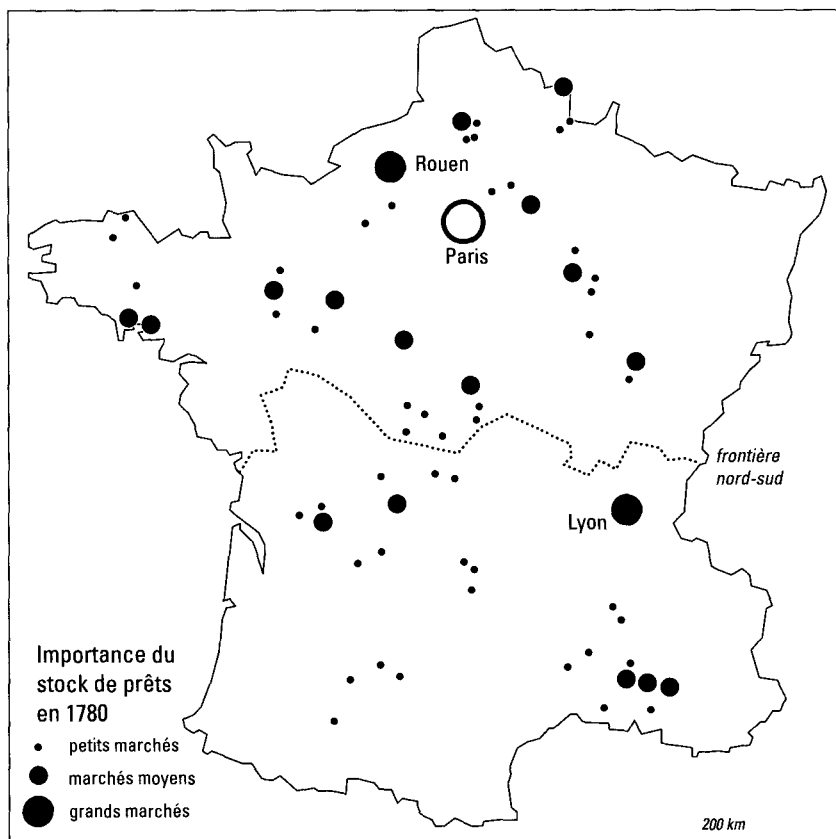 Rouen
Paris
frontière
nord-sud
Lyon
Importance du
stock de prêts
en 1780
petits marchés
marchés moyens
grands marchés
200 km